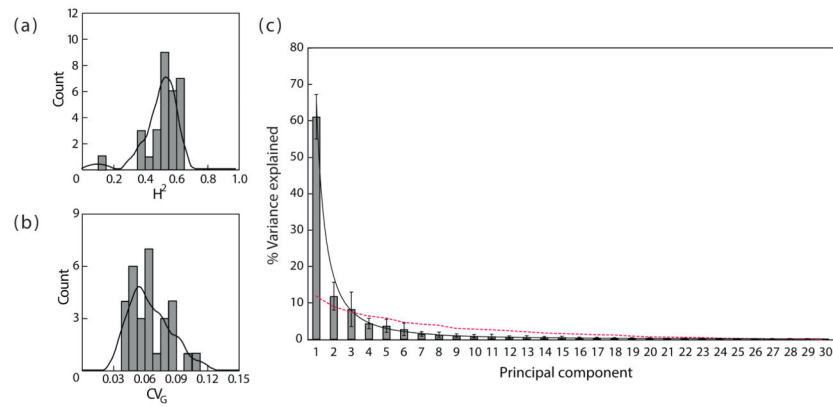 (a)
12
10
8
6
4
2
Count
0 0.2 0.4 0.6 0.8 1.0
H²
(b)
9
6
3
Count
0 0.03 0.06 0.09 0.12 0.15
CV_G
(c)
80
70
60
50
40
30
20
10
0
% Variance explained
1 2 3 4 5 6 7 8 9 10 11 12 13 14 15 16 17 18 19 20 21 22 23 24 25 26 27 28 29 30
Principal component